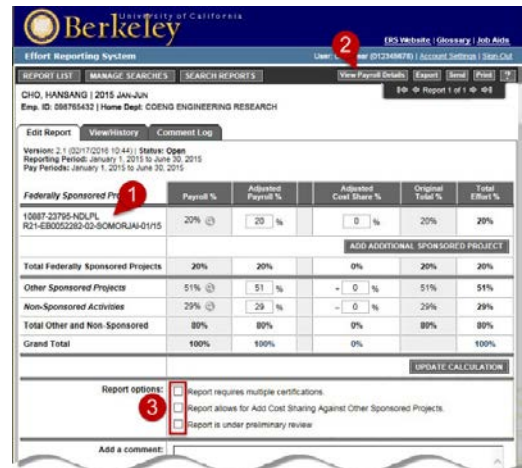 University of California
Berkeley
ERS Website | Glossary | Job Aids
2
Effort Reporting System
| Account Settings | Sign Out
REPORT LIST MANAGE SEARCHES SEARCH REPORTS View Payroll Details Export Send Print ?
CHO, HANSANG | 2015 JAN-JUN
Report 1 of 1
Emp. ID: 098765432 | Home Dept: COENG ENGINEERING RESEARCH
Edit Report View/History Comment Log
Version: 2.1 (02/17/2016 10:44) | Status: Open
Reporting Period: January 1, 2015 to June 30, 2015
Pay Periods: January 1, 2015 to June 30, 2015
1
Federally Sponsored Payroll % Adjusted Payroll % Adjusted Cost Share % Original Total % Total Effort %
10087-23795-NDLPL
R21-EB0052282-02-SOMORJAI-01/15 20% 20 % 0 % 20% 20%
ADD ADDITIONAL SPONSORED PROJECT
Total Federally Sponsored Projects 20% 20% 0% 20% 20%
Other Sponsored Projects 51% 51 % - 0 % 51% 51%
Non-Sponsored Activities 29% 29 % - 0 % 29% 29%
Total Other and Non-Sponsored 80% 80% 0% 80% 80%
Grand Total 100% 100% 0% 100%
UPDATE CALCULATION
Report options: Report requires multiple certifications.
3
Report allows for Add Cost Sharing Against Other Sponsored Projects.
Report is under preliminary review
Add a comment: